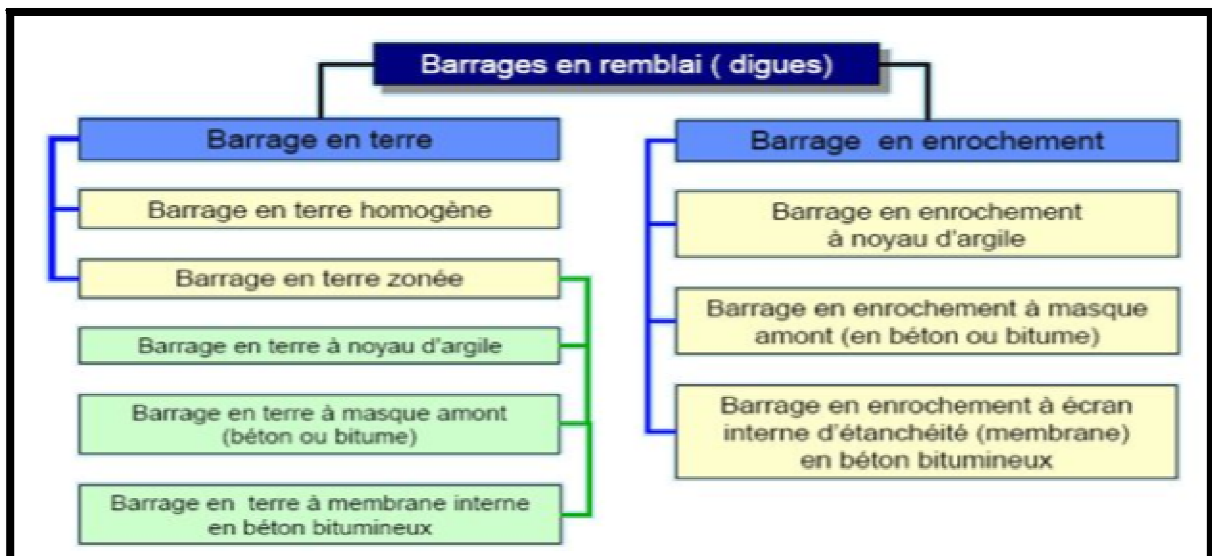 Barrages en remblai ( digues)
Barrage en terre
Barrage en terre homogène
Barrage en terre zonée
Barrage en terre à noyau d'argile
Barrage en terre à masque amont
(béton ou bitume)
Barrage en terre à membrane interne
en béton bitumineux
Barrage en enrochement
Barrage en enrochement
à noyau d'argile
Barrage en enrochement à masque
amont (en béton ou bitume)
Barrage en enrochement à écran
interne d'étanchéité (membrane)
en béton bitumineux